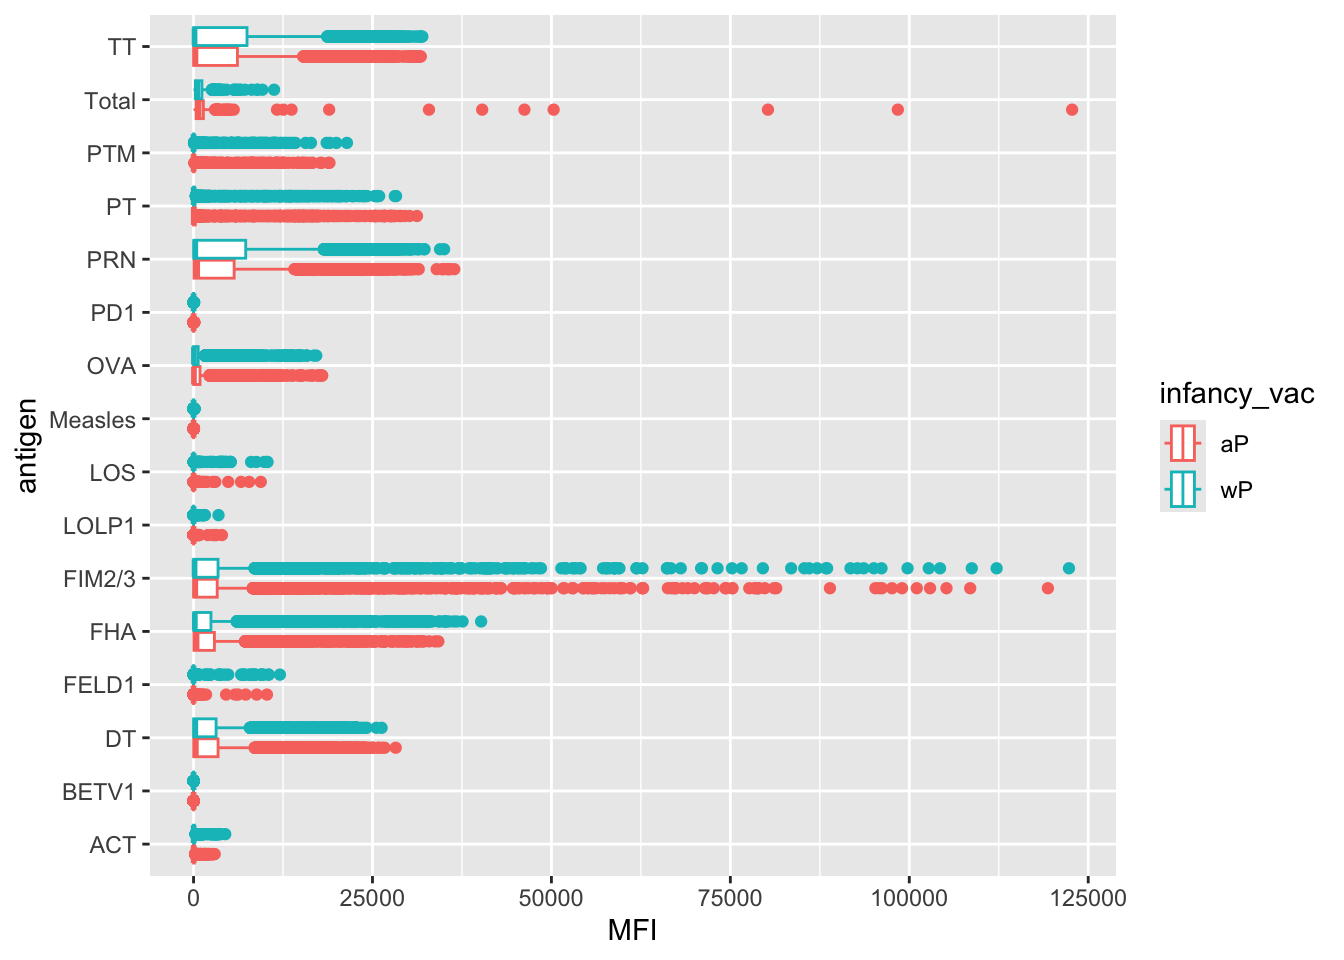 TT
Total
PTM
PT
PRN
PD1
OVA
Measles
LOS
LOLP1
FIM2/3
FHA
FELD1
DT
BETV1
ACT
antigen
0 25000 50000 75000 100000 125000
MFI
infancy_vac
aP
wP